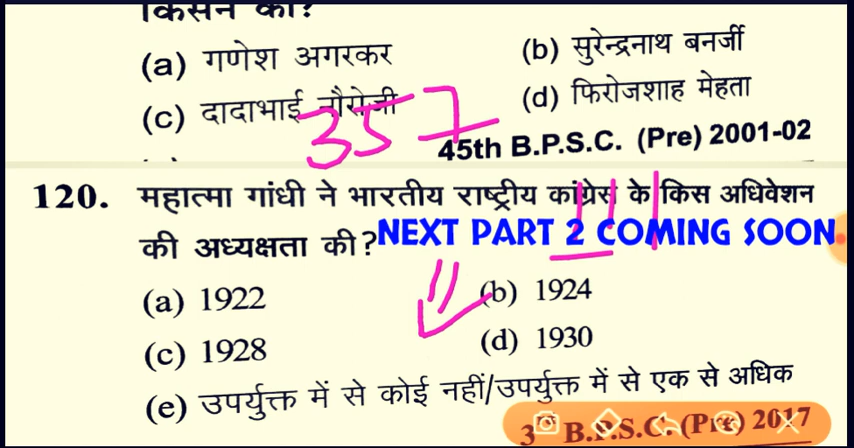 किसने की?
(a) गणेश अगरकर
(b) सुरेन्द्रनाथ बनर्जी
(c) दादाभाई नौरोजी
(d) फिरोजशाह मेहता
357
45th B.P.S.C. (Pre) 2001-02
120. महात्मा गांधी ने भारतीय राष्ट्रीय कांग्रेस के किस अधिवेशन
की अध्यक्षता की?
NEXT PART 2 COMING SOON.
(a) 1922
(b) 1924
(c) 1928
(d) 1930
(e) उपर्युक्त में से कोई नहीं/उपर्युक्त में से एक से अधिक
B.P.S.C. (Pre) 2017